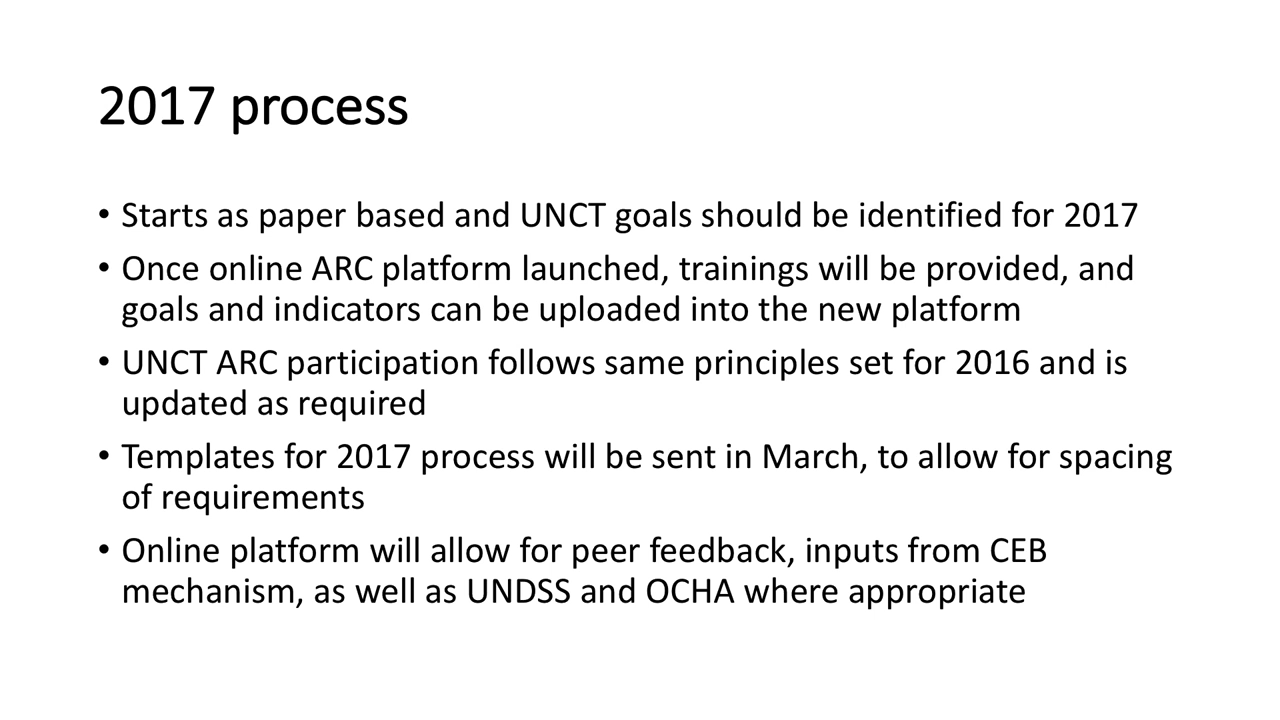 2017 process
• Starts as paper based and UNCT goals should be identified for 2017
• Once online ARC platform launched, trainings will be provided, and
goals and indicators can be uploaded into the new platform
• UNCT ARC participation follows same principles set for 2016 and is
updated as required
• Templates for 2017 process will be sent in March, to allow for spacing
of requirements
• Online platform will allow for peer feedback, inputs from CEB
mechanism, as well as UNDSS and OCHA where appropriate